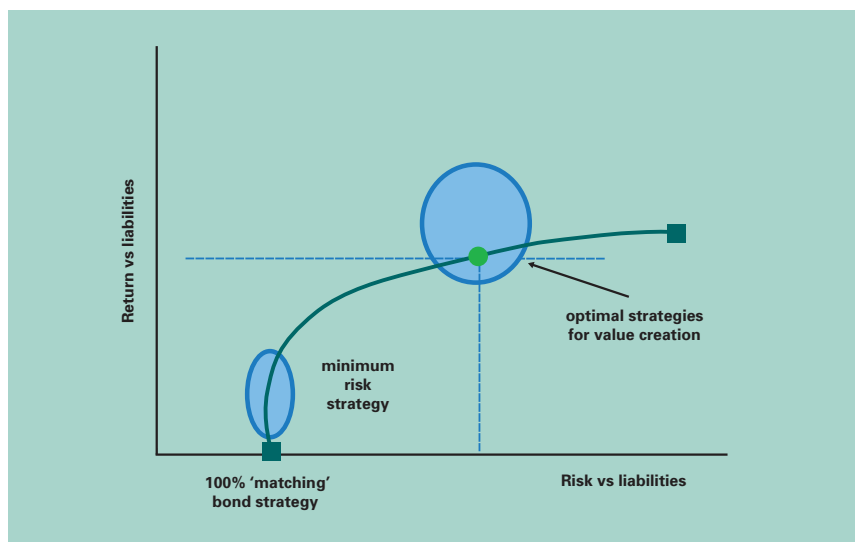 Return vs liabilities
optimal strategies
for value creation
minimum
risk
strategy
100% ‘matching’
bond strategy
Risk vs liabilities